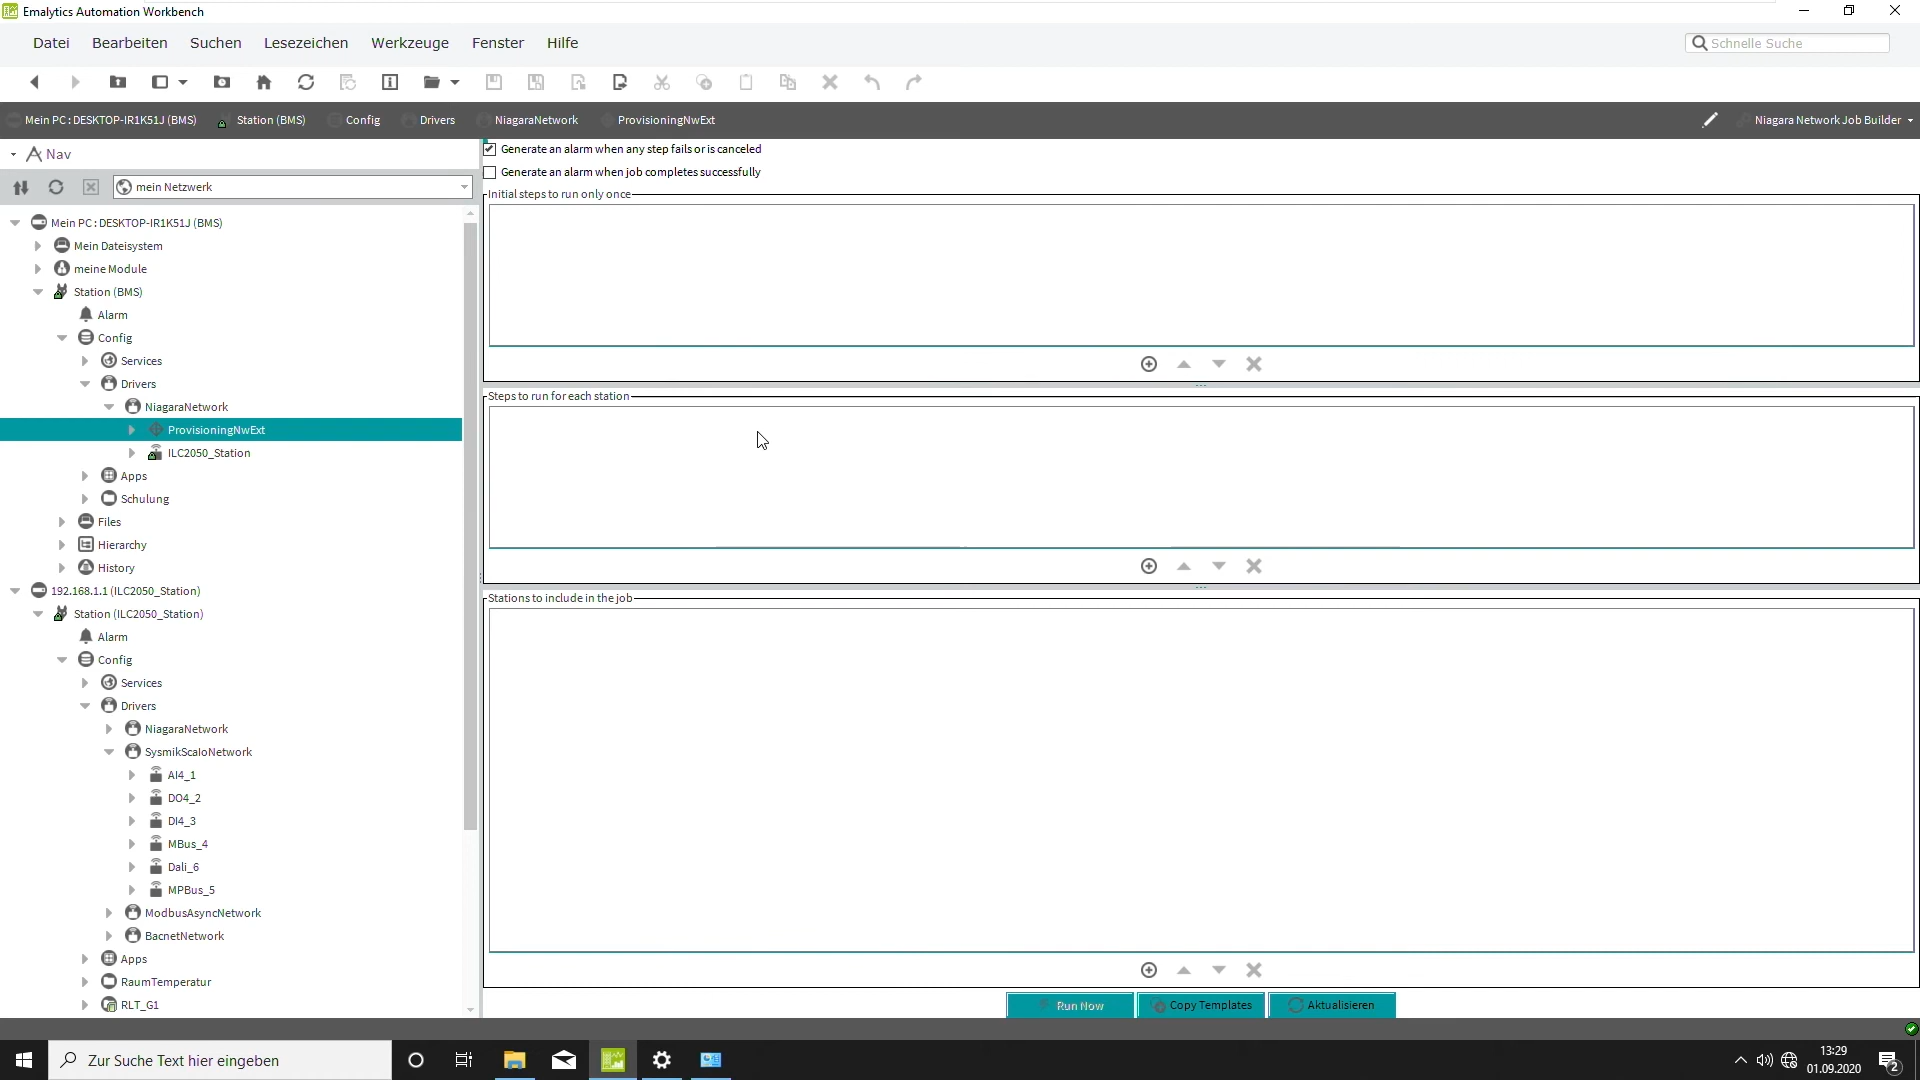 Emalytics Automation Workbench
Datei Bearbeiten Suchen Lesezeichen Werkzeuge Fenster Hilfe
Schnelle Suche
Mein PC : DESKTOP-IR1K51J (BMS) Station (BMS) Config Drivers NiagaraNetwork ProvisioningNwExt Niagara Network Job Builder
Nav
mein Netzwerk
Mein PC : DESKTOP-IR1K51J (BMS)
Mein Dateisystem
meine Module
Station (BMS)
Alarm
Config
Services
Drivers
NiagaraNetwork
ProvisioningNwExt
ILC2050_Station
Apps
Schulung
Files
Hierarchy
History
192.168.1.1 (ILC2050_Station)
Station (ILC2050_Station)
Alarm
Config
Services
Drivers
NiagaraNetwork
SysmikScaIoNetwork
AI4_1
DO4_2
DI4_3
MBus_4
Dali_6
MPBus_5
ModbusAsyncNetwork
BacnetNetwork
Apps
RaumTemperatur
RLT_G1
Generate an alarm when any step fails or is canceled
Generate an alarm when job completes successfully
Initial steps to run only once
Steps to run for each station
Stations to include in the job
Run Now Copy Templates Aktualisieren
Zur Suche Text hier eingeben
13:29
01.09.2020
2